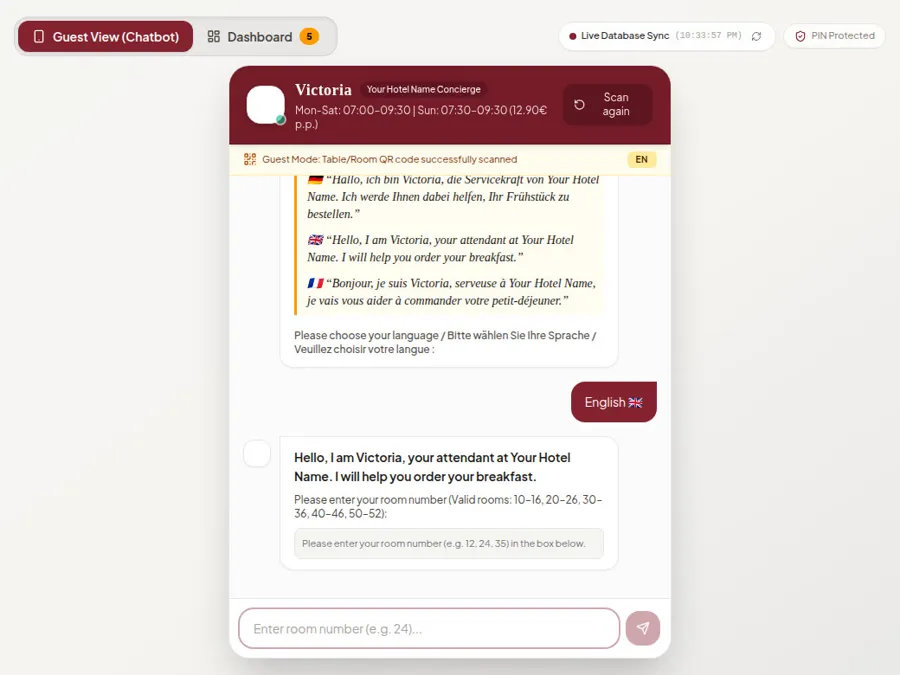 Guest View (Chatbot)
Dashboard
5
Live Database Sync (10:33:57 PM)
PIN Protected
Victoria
Your Hotel Name Concierge
Mon-Sat: 07:00–09:30 | Sun: 07:30–09:30 (12.90€
p.p.)
Scan
again
Guest Mode: Table/Room QR code successfully scanned
EN
“Hallo, ich bin Victoria, die Servicekraft von Your Hotel
Name. Ich werde Ihnen dabei helfen, Ihr Frühstück zu
bestellen.”
“Hello, I am Victoria, your attendant at Your Hotel
Name. I will help you order your breakfast.”
“Bonjour, je suis Victoria, serveuse à Your Hotel Name,
je vais vous aider à commander votre petit-déjeuner.”
Please choose your language / Bitte wählen Sie Ihre Sprache /
Veuillez choisir votre langue :
English
Hello, I am Victoria, your attendant at Your Hotel
Name. I will help you order your breakfast.
Please enter your room number (Valid rooms: 10–16, 20–26, 30–
36, 40–46, 50–52):
Please enter your room number (e.g. 12, 24, 35) in the box below.
Enter room number (e.g. 24)...